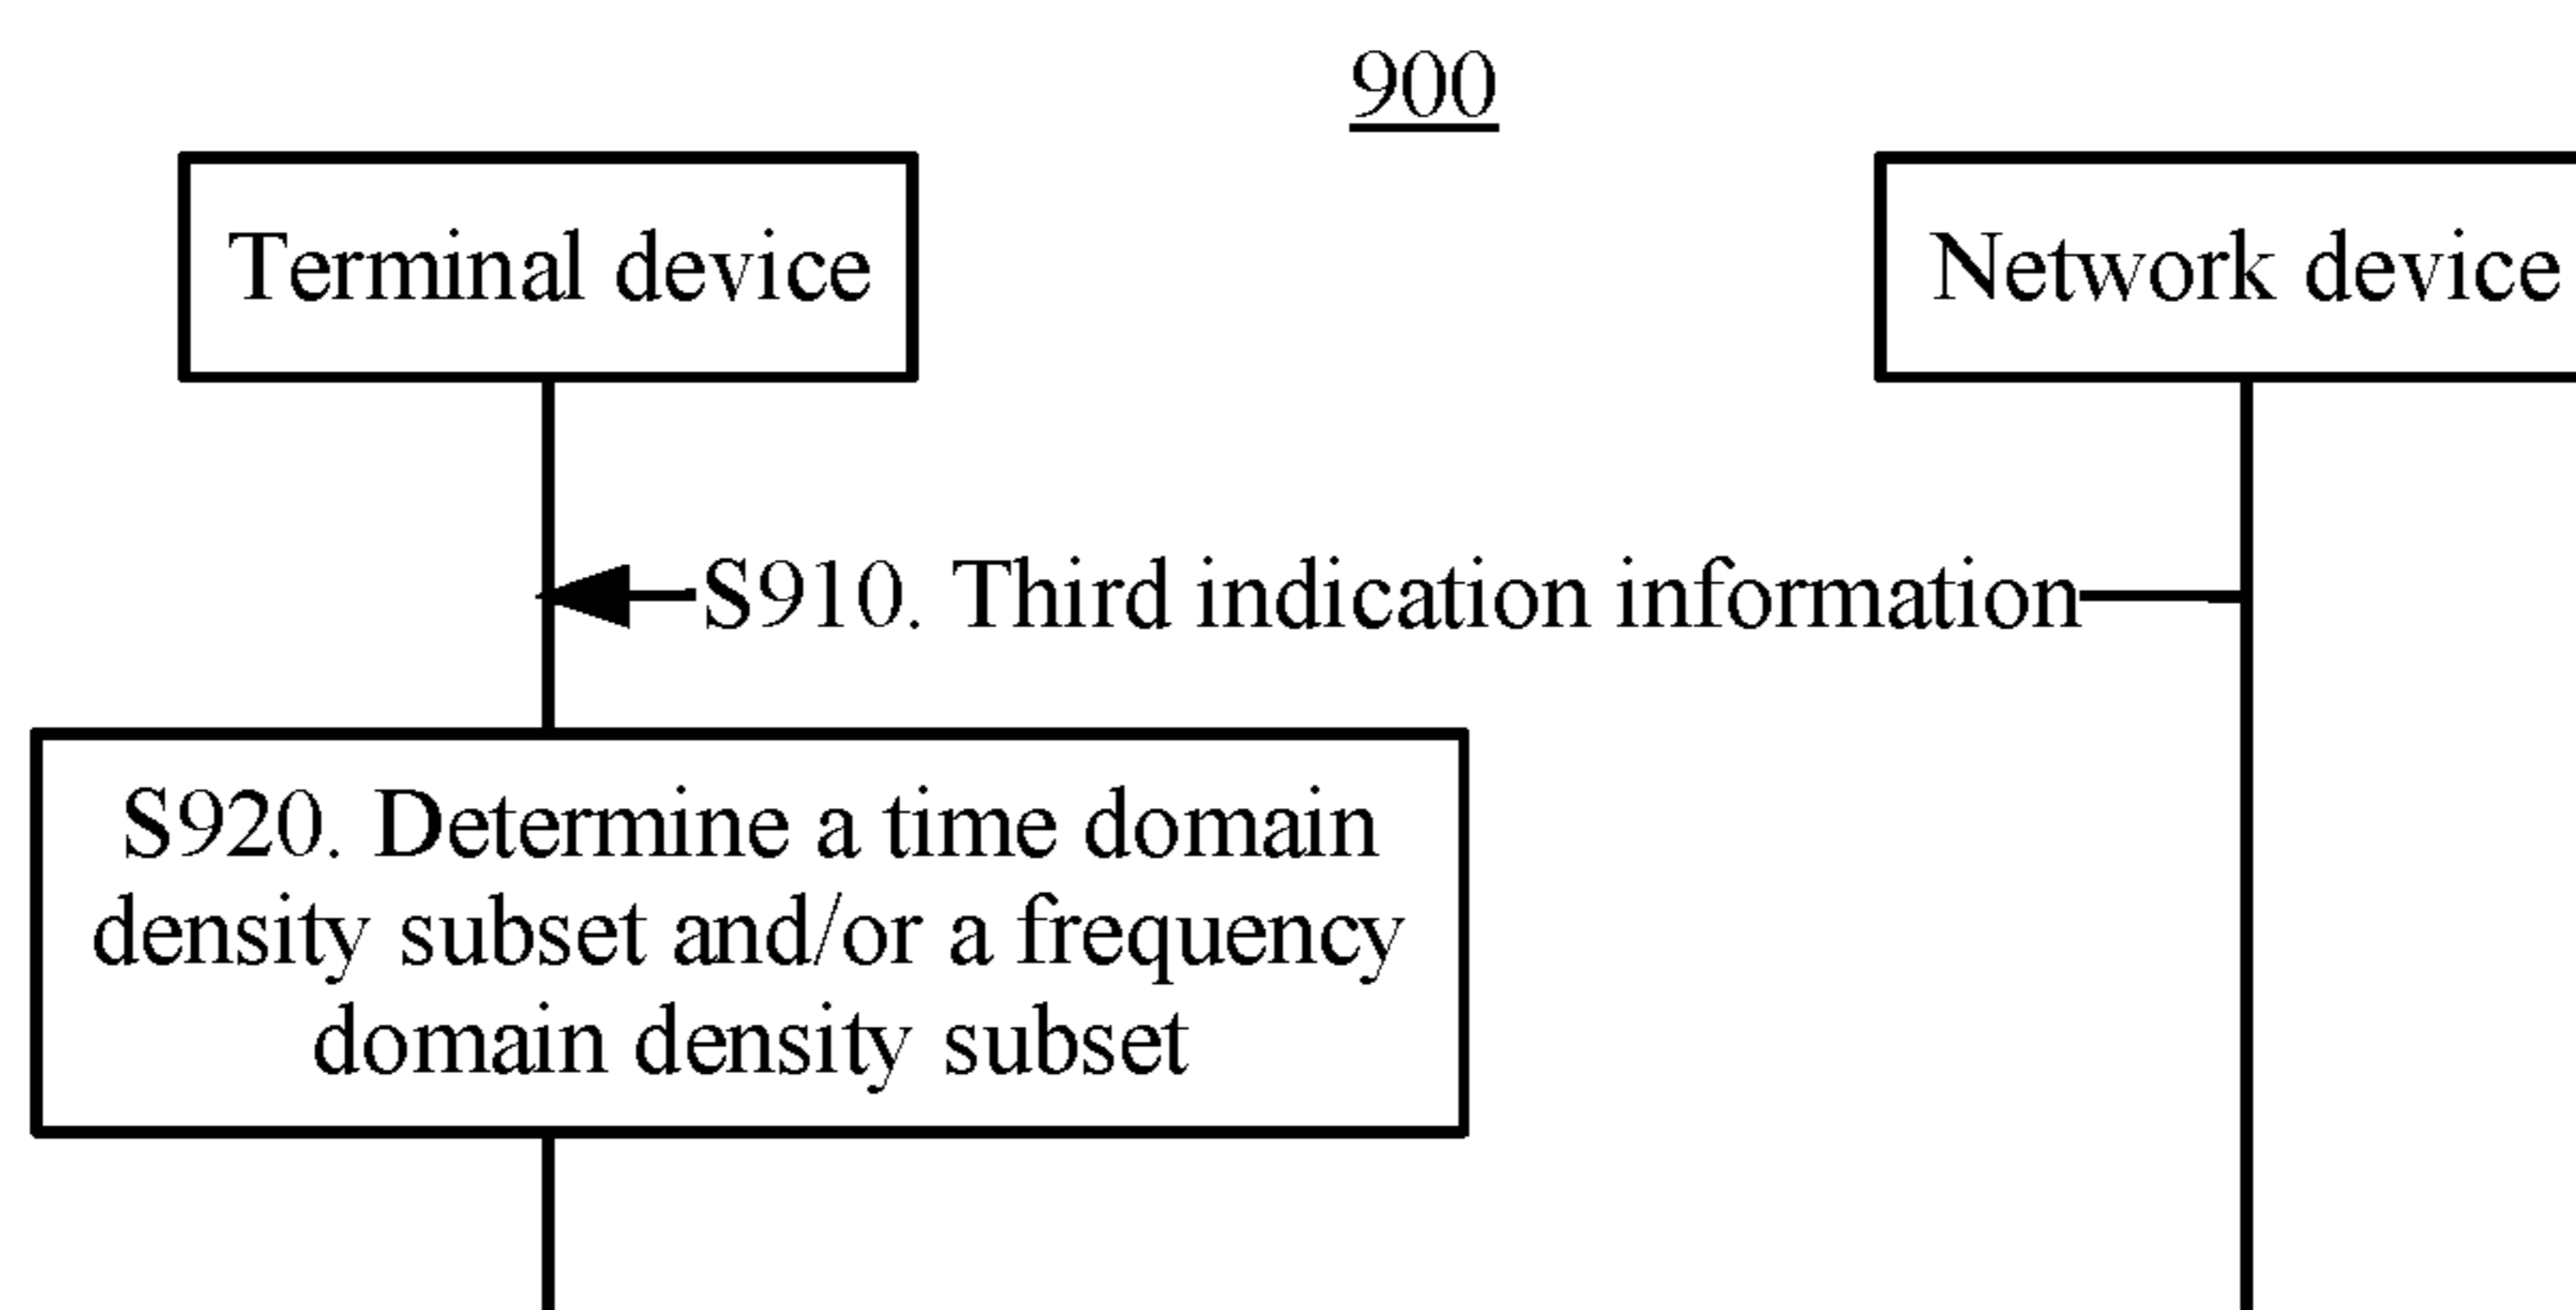 900
Terminal device
Network device
S910. Third indication information
S920. Determine a time domain
density subset and/or a frequency
domain density subset